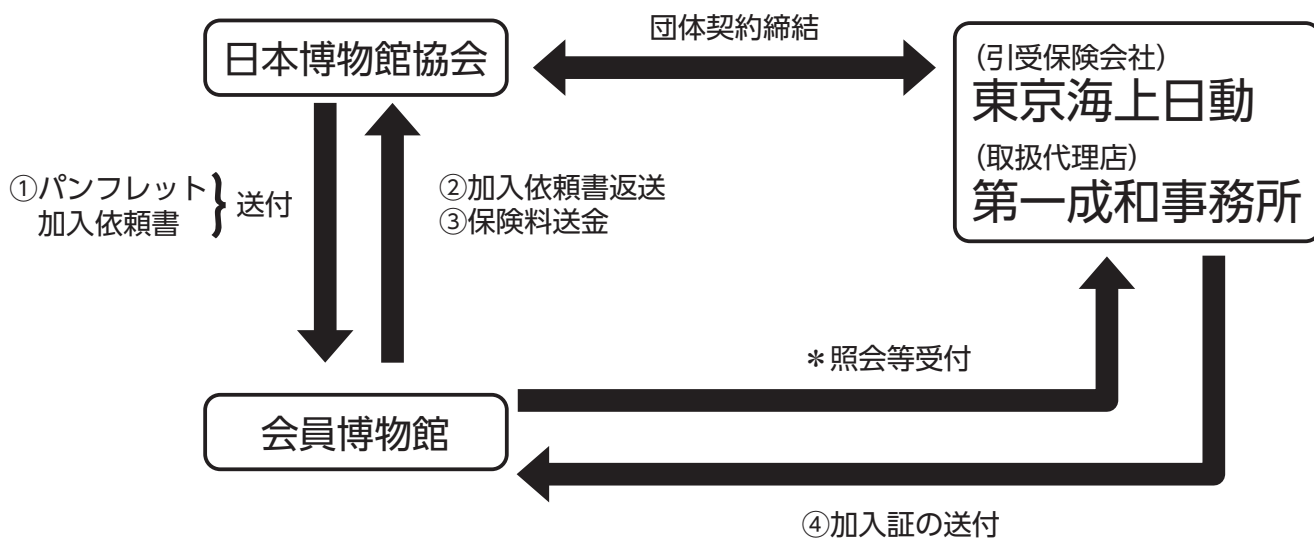 団体契約締結
日本博物館協会
(引受保険会社)
東京海上日動
(取扱代理店)
第一成和事務所
①パンフレット
加入依頼書
送付
②加入依頼書返送
③保険料送金
＊照会等受付
会員博物館
④加入証の送付